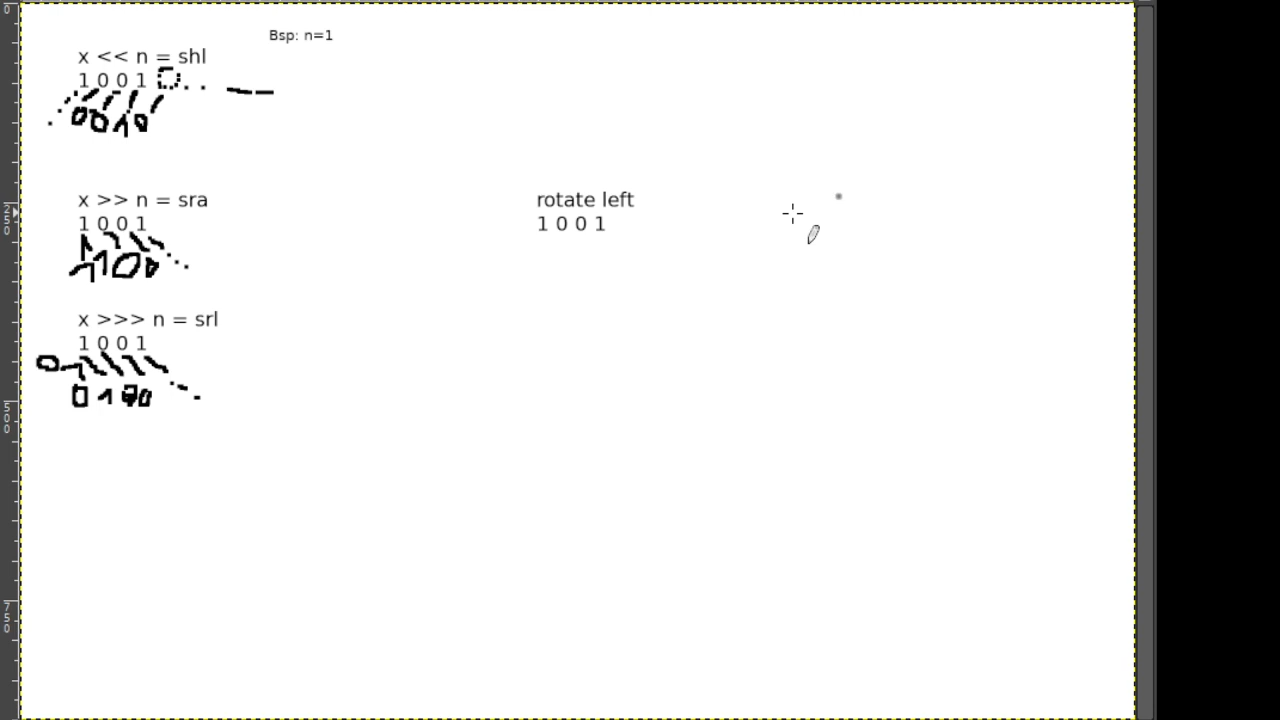 Bsp: n=1
x << n = shl
1 0 0 1
0 0 1 0
x >> n = sra
1 0 0 1
1 1 0 0
rotate left
1 0 0 1
x >>> n = srl
1 0 0 1
0
0 1 0 0